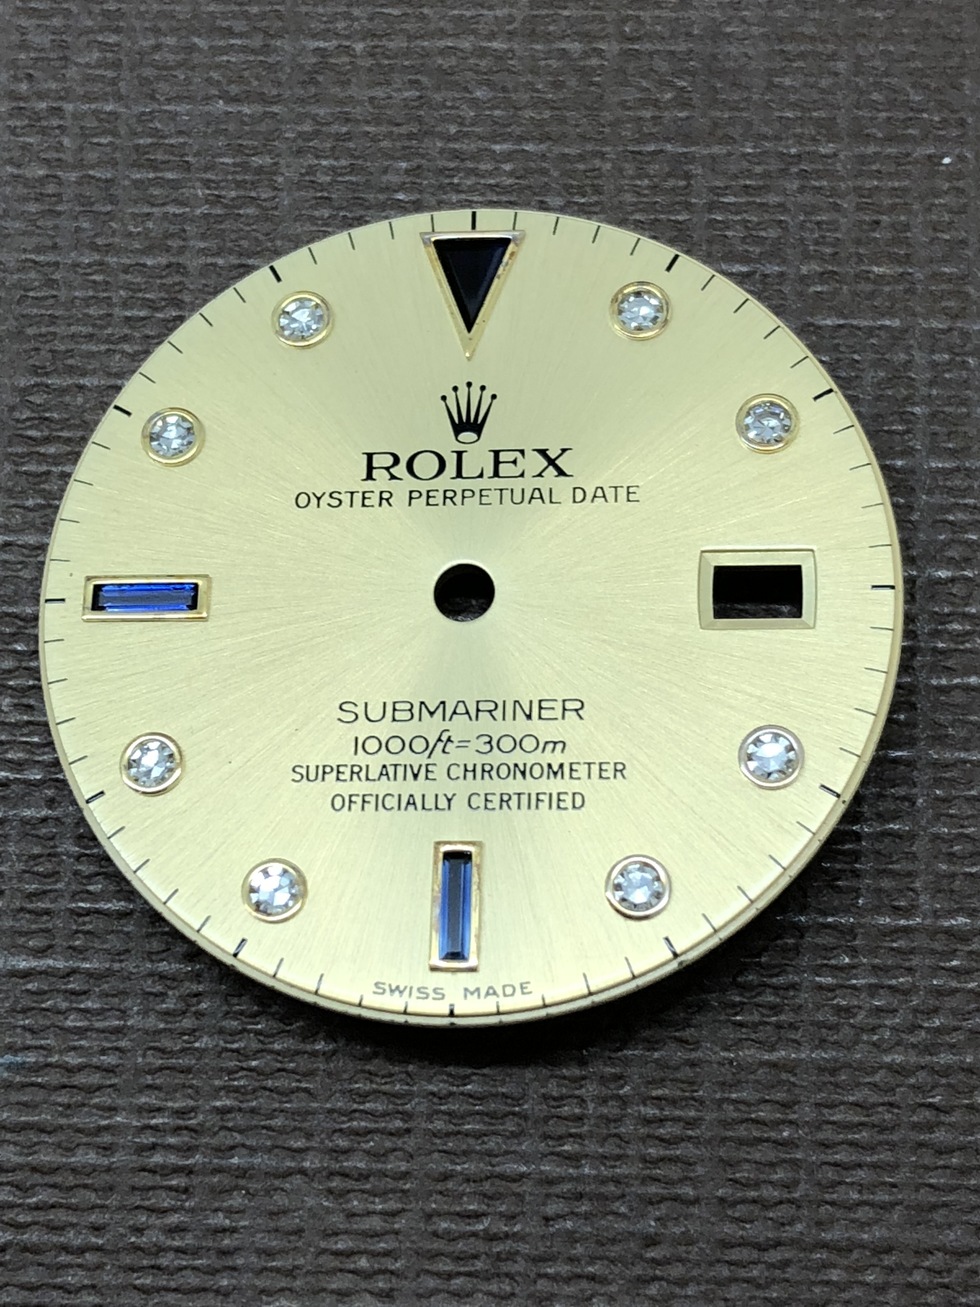 ROLEX
OYSTER PERPETUAL DATE
SUBMARINER
1000ft=300m
SUPERLATIVE CHRONOMETER
OFFICIALLY CERTIFIED
SWISS MADE